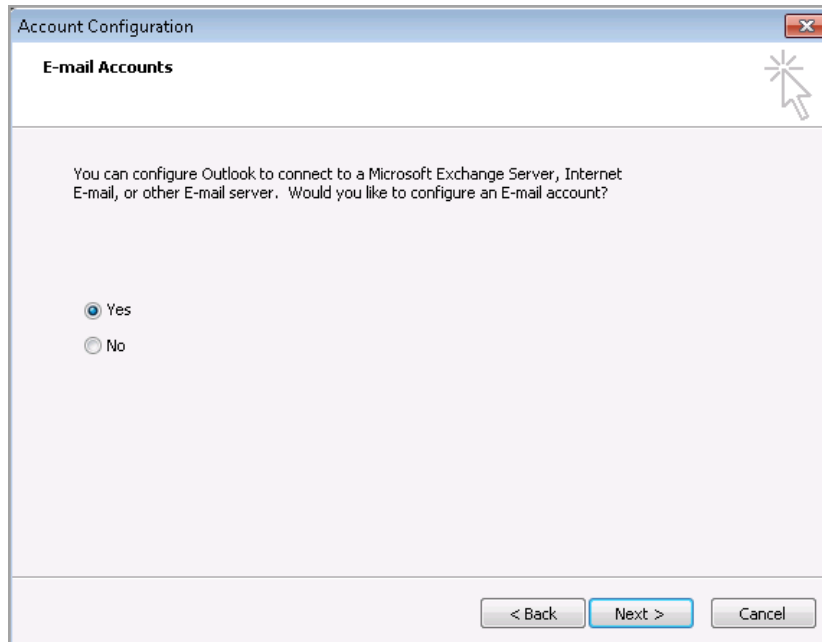 Account Configuration
E-mail Accounts
You can configure Outlook to connect to a Microsoft Exchange Server, Internet
E-mail, or other E-mail server.  Would you like to configure an E-mail account?
Yes
No
< Back
Next >
Cancel